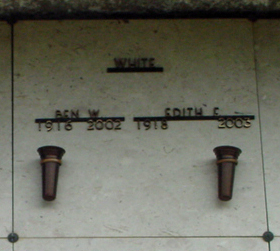 WHITE
BEN W. EDITH F.
1916 2002 1918 2003